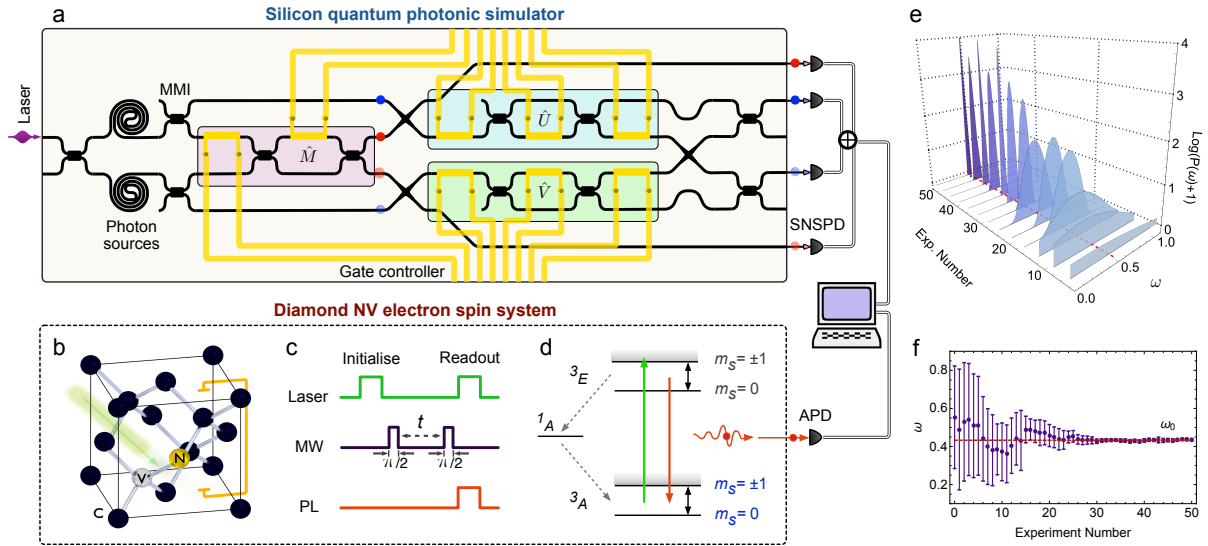 a
Silicon quantum photonic simulator
Laser
MMI
M̂
Û
V̂
Photon
sources
Gate controller
SNSPD
e
Log(P(ω)+1)
4
3
2
1
0
50
40
30
20
10
Exp. Number
0.0
0.5
1.0
ω
Diamond NV electron spin system
b
N
V-
C
c
Initialise
Readout
Laser
MW
t
π/2
π/2
PL
d
³E
mS= ±1
mS= 0
¹A
³A
mS= ±1
mS= 0
APD
f
ω
0.8
0.6
0.4
0.2
ω0
0
10
20
30
40
50
Experiment Number